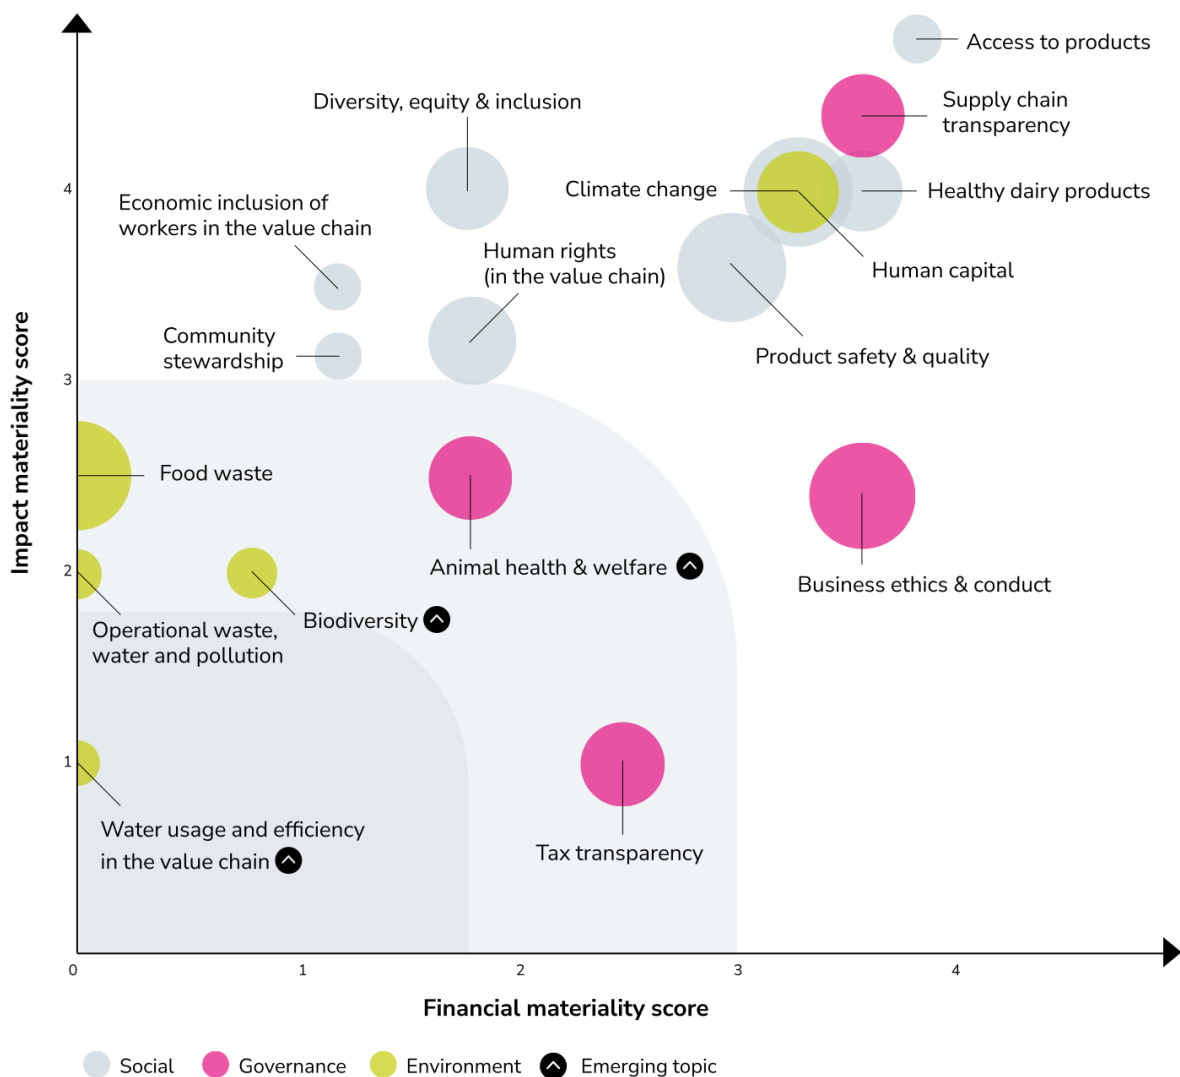 Access to products
Supply chain
transparency
Diversity, equity & inclusion
4
Climate change
Healthy dairy products
Economic inclusion of
workers in the value chain
Human rights
(in the value chain)
Human capital
Community
stewardship
Product safety & quality
3
Impact materiality score
Food waste
Animal health & welfare
Business ethics & conduct
2
Biodiversity
Operational waste,
water and pollution
1
Water usage and efficiency
in the value chain
Tax transparency
0
1
2
3
4
Financial materiality score
Social
Governance
Environment
Emerging topic